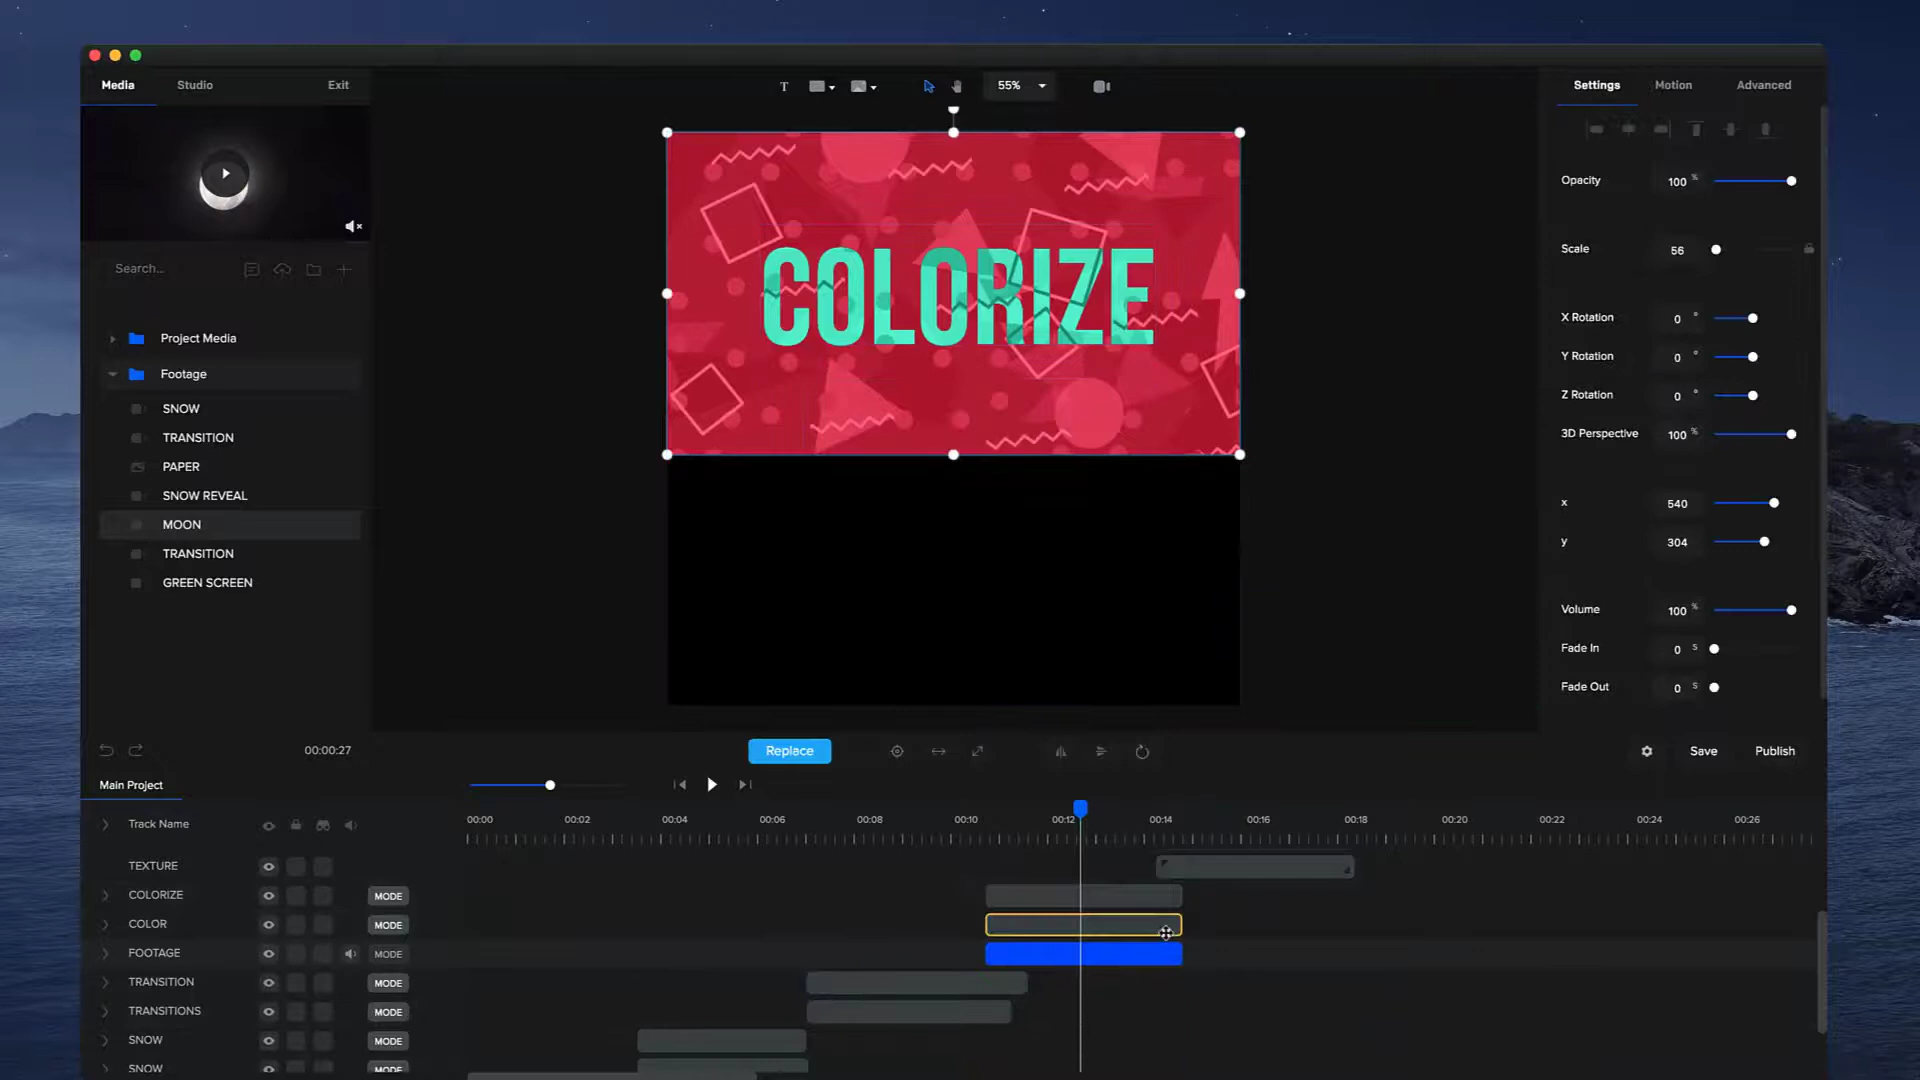 Media Studio Exit
T 55%
Settings Motion Advanced
COLORIZE
Search...
Project Media
Footage
SNOW
TRANSITION
PAPER
SNOW REVEAL
MOON
TRANSITION
GREEN SCREEN
Opacity 100 %
Scale 56
X Rotation 0 °
Y Rotation 0 °
Z Rotation 0 °
3D Perspective 100 %
x 540
y 304
Volume 100 %
Fade In 0 s
Fade Out 0 s
00:00:27
Replace
Save Publish
Main Project
Track Name
00:00 00:02 00:04 00:06 00:08 00:10 00:12 00:14 00:16 00:18 00:20 00:22 00:24 00:26
TEXTURE
COLORIZE MODE
COLOR MODE
FOOTAGE MODE
TRANSITION MODE
TRANSITIONS MODE
SNOW MODE
SNOW MODE